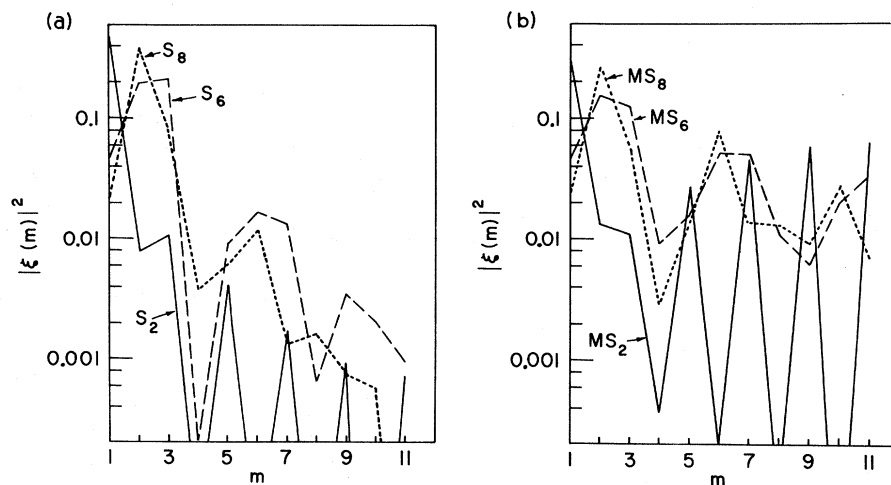 (a)
S₈
S₆
0.1
|ξ(m)|²
0.01
S₂
0.001
1 3 5 7 9 11
m
(b)
MS₈
MS₆
0.1
|ξ(m)|²
0.01
MS₂
0.001
1 3 5 7 9 11
m